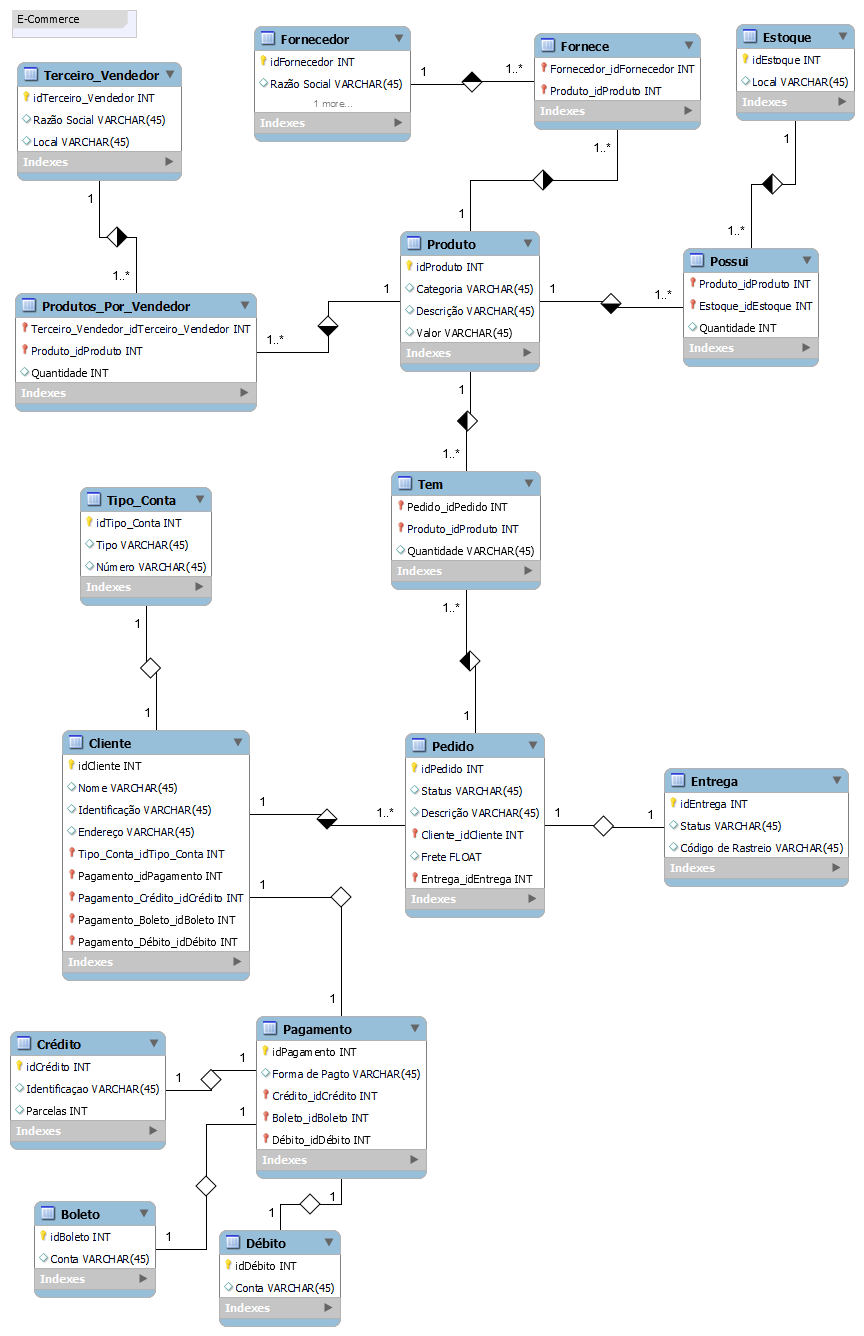 E-Commerce
Terceiro_Vendedor
idTerceiro_Vendedor INT
Razão Social VARCHAR(45)
Local VARCHAR(45)
Indexes
Fornecedor
idFornecedor INT
Razão Social VARCHAR(45)
1 more...
Indexes
1
1..*
Fornece
Fornecedor_idFornecedor INT
Produto_idProduto INT
Indexes
Estoque
idEstoque INT
Local VARCHAR(45)
Indexes
1
1..*
1..*
1
1
1..*
Produtos_Por_Vendedor
Terceiro_Vendedor_idTerceiro_Vendedor INT
Produto_idProduto INT
Quantidade INT
Indexes
1
1..*
Produto
idProduto INT
Categoria VARCHAR(45)
Descrição VARCHAR(45)
Valor VARCHAR(45)
Indexes
1
1..*
Possui
Produto_idProduto INT
Estoque_idEstoque INT
Quantidade INT
Indexes
1
1..*
Tem
Pedido_idPedido INT
Produto_idProduto INT
Quantidade VARCHAR(45)
Indexes
1..*
1
Tipo_Conta
idTipo_Conta INT
Tipo VARCHAR(45)
Número VARCHAR(45)
Indexes
1
1
Cliente
idCliente INT
Nome VARCHAR(45)
Identificação VARCHAR(45)
Endereço VARCHAR(45)
Tipo_Conta_idTipo_Conta INT
Pagamento_idPagamento INT
Pagamento_Crédito_idCrédito INT
Pagamento_Boleto_idBoleto INT
Pagamento_Débito_idDébito INT
Indexes
1
1..*
Pedido
idPedido INT
Status VARCHAR(45)
Descrição VARCHAR(45)
Cliente_idCliente INT
Frete FLOAT
Entrega_idEntrega INT
Indexes
1
1
Entrega
idEntrega INT
Status VARCHAR(45)
Código de Rastreio VARCHAR(45)
Indexes
1
1
Pagamento
idPagamento INT
Forma de Pagto VARCHAR(45)
Crédito_idCrédito INT
Boleto_idBoleto INT
Débito_idDébito INT
Indexes
Crédito
idCrédito INT
Identificaçao VARCHAR(45)
Parcelas INT
Indexes
1
1
1
1
Boleto
idBoleto INT
Conta VARCHAR(45)
Indexes
1
1
Débito
idDébito INT
Conta VARCHAR(45)
Indexes